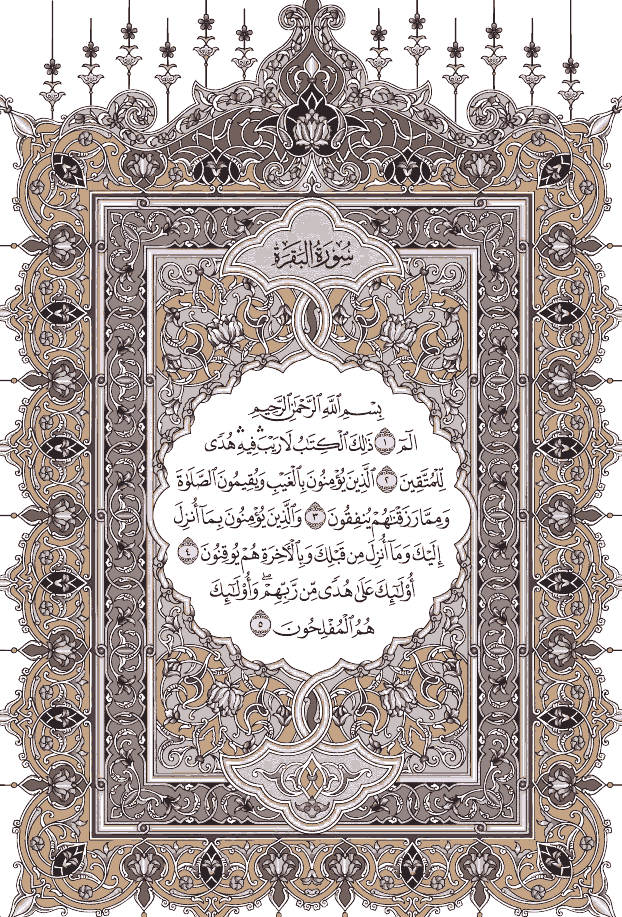 سُورَةُ البَقَرَةِ
بِسْمِ ٱللَّهِ ٱلرَّحْمَٰنِ ٱلرَّحِيمِ
الٓمٓ ١ ذَٰلِكَ ٱلْكِتَٰبُ لَا رَيْبَ ۛ فِيهِ ۛ هُدًى
لِّلْمُتَّقِينَ ٢ ٱلَّذِينَ يُؤْمِنُونَ بِٱلْغَيْبِ وَيُقِيمُونَ ٱلصَّلَوٰةَ
وَمِمَّا رَزَقْنَٰهُمْ يُنفِقُونَ ٣ وَٱلَّذِينَ يُؤْمِنُونَ بِمَآ أُنزِلَ
إِلَيْكَ وَمَآ أُنزِلَ مِن قَبْلِكَ وَبِٱلْءَاخِرَةِ هُمْ يُوقِنُونَ ٤
أُو۟لَٰٓئِكَ عَلَىٰ هُدًى مِّن رَّبِّهِمْ ۖ وَأُو۟لَٰٓئِكَ
هُمُ ٱلْمُفْلِحُونَ ٥